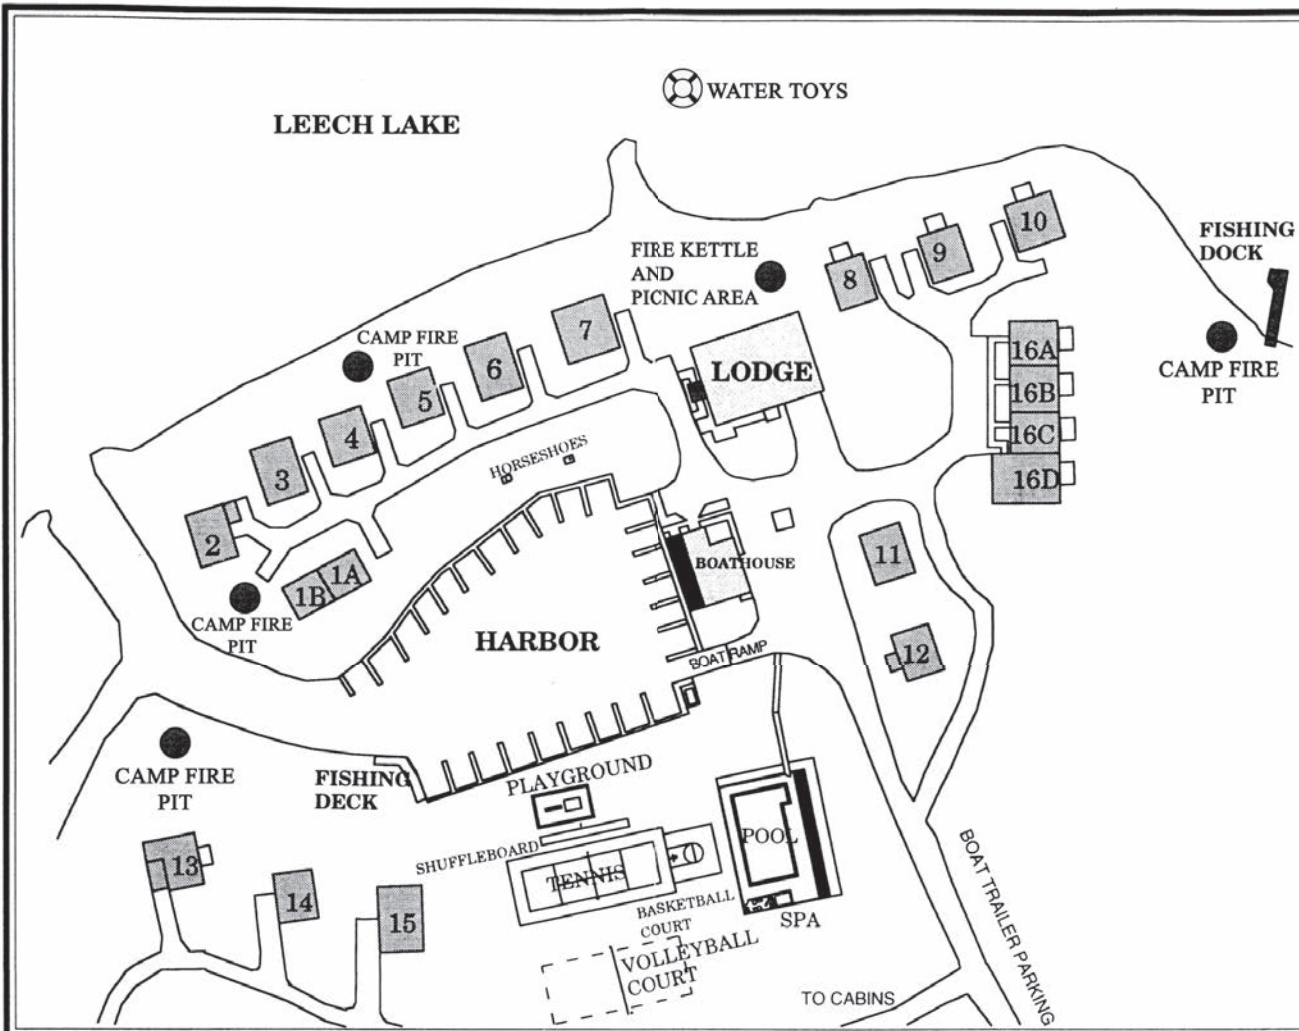 WATER TOYS
LEECH LAKE
10
FISHING
DOCK
9
8
FIRE KETTLE
AND
PICNIC AREA
7
CAMP FIRE
PIT
6
5
LODGE
16A
16B
16C
16D
CAMP FIRE
PIT
4
3
HORSESHOES
2
1A
1B
CAMP FIRE
PIT
BOATHOUSE
11
12
HARBOR
BOAT RAMP
CAMP FIRE
PIT
FISHING
DECK
PLAYGROUND
SHUFFLEBOARD
TENNIS
POOL
SPA
BASKETBALL
COURT
VOLLEYBALL
COURT
13
14
15
BOAT TRAILER PARKING
TO CABINS